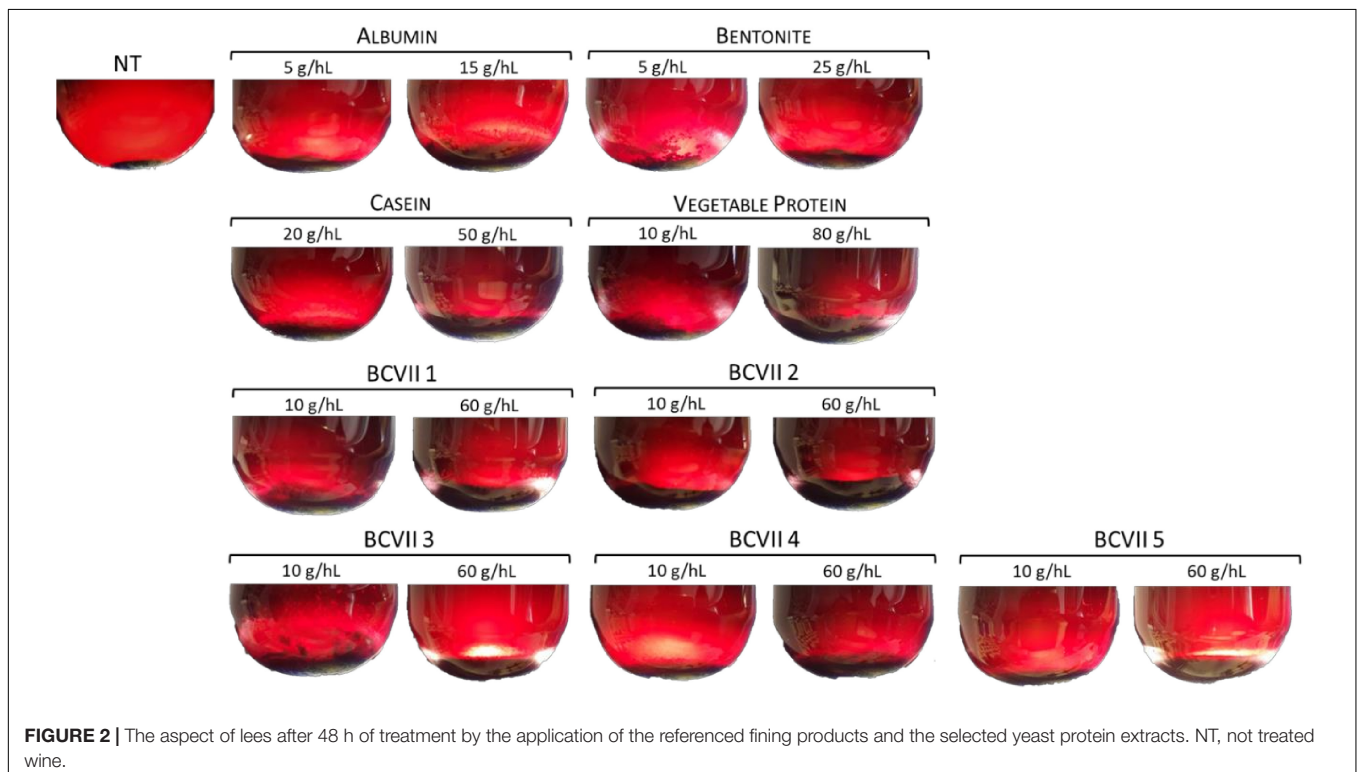 ALBUMIN BENTONITE
NT 5 g/hL 15 g/hL 5 g/hL 25 g/hL
CASEIN VEGETABLE PROTEIN
20 g/hL 50 g/hL 10 g/hL 80 g/hL
BCVII 1 BCVII 2
10 g/hL 60 g/hL 10 g/hL 60 g/hL
BCVII 3 BCVII 4 BCVII 5
10 g/hL 60 g/hL 10 g/hL 60 g/hL 10 g/hL 60 g/hL
FIGURE 2 | The aspect of lees after 48 h of treatment by the application of the referenced fining products and the selected yeast protein extracts. NT, not treated
wine.